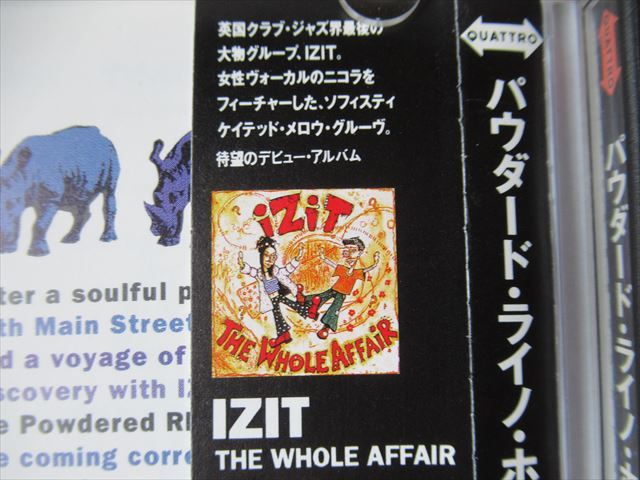 英国クラブ・ジャズ界最後の
大物グループ、IZIT。
女性ヴォーカルのニコラを
フィーチャーした、ソフィスティ
ケイテッド・メロウ・グルーヴ。
待望のデビュー・アルバム
iZiT
THE WHOLE AFFAiR
IZIT
THE WHOLE AFFAIR
QUATTRO
パウダード・ライノ・ホ
QUATTRO
パウダード・ライノ・ホ
a soulful
Main Street
a voyage of
with
Powdered
coming